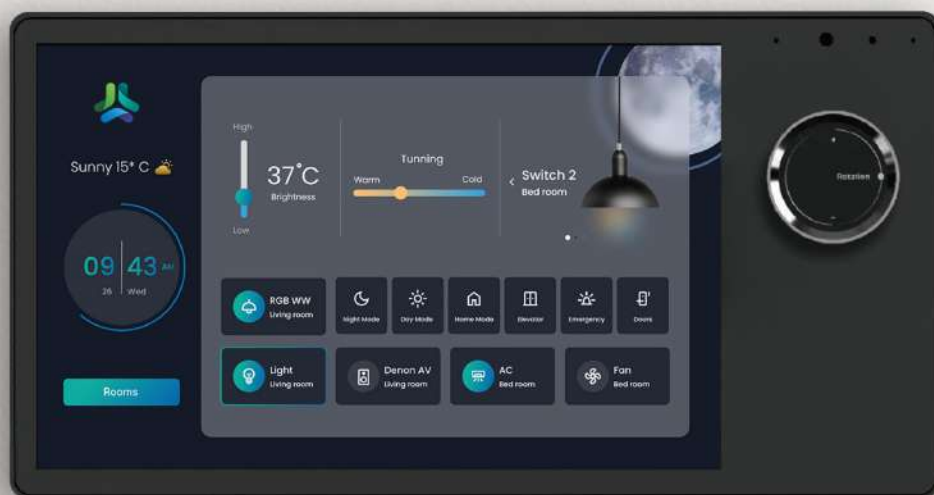 Sunny 15° C
09 43 AM
26 Wed
Rooms
High
Low
37°C
Brightness
Tunning
Warm Cold
Switch 2
Bed room
RGB WW
Living room
Night Mode
Day Mode
Home Mode
Elevator
Emergency
Doors
Light
Living room
Denon AV
Living room
AC
Bed room
Fan
Bed room
+
Rotation
-